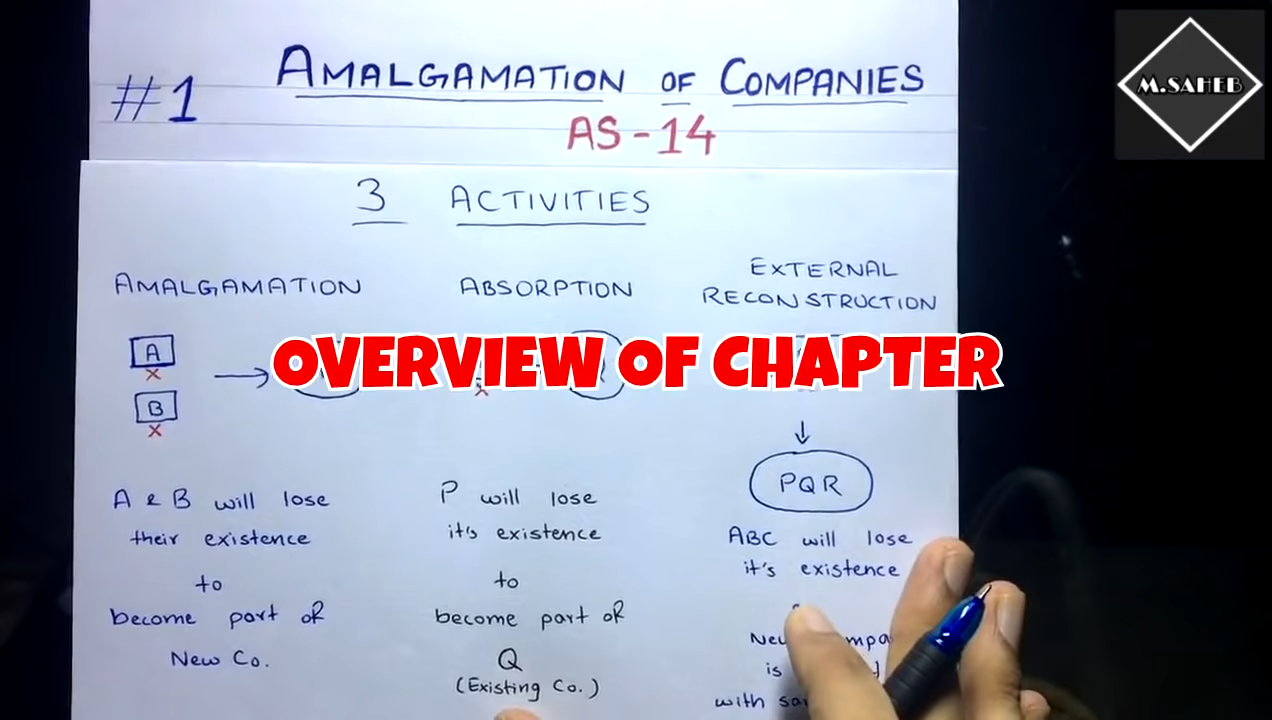 #1
AMALGAMATION OF COMPANIES
AS-14
M.SAHEB
3 ACTIVITIES
AMALGAMATION
ABSORPTION
EXTERNAL
RECONSTRUCTION
A
B
OVERVIEW OF CHAPTER
PQR
A & B will lose
their existence
to
become part of
New Co.
P will lose
it's existence
to
become part of
Q
(Existing Co.)
ABC will lose
it's existence
is
with